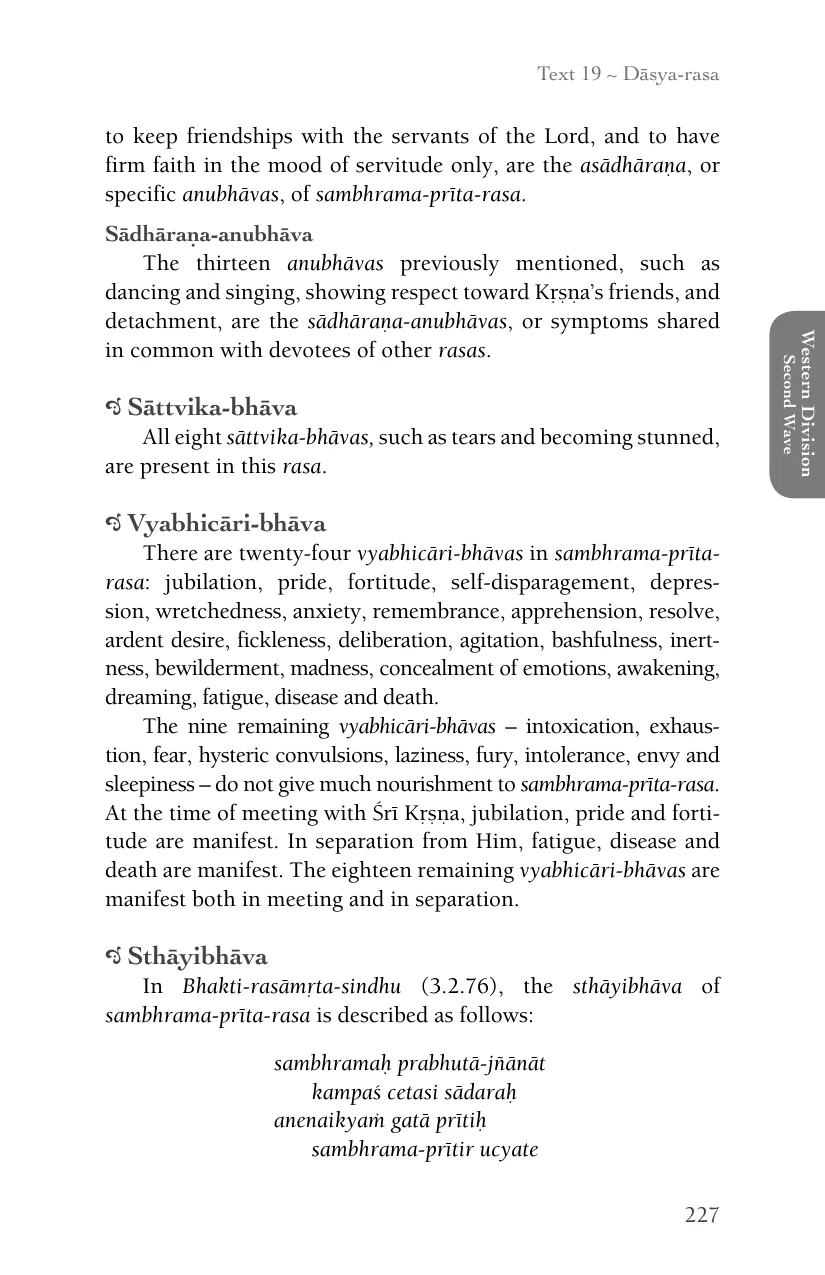 Text 19 ~ Dāsya-rasa
to keep friendships with the servants of the Lord, and to have
firm faith in the mood of servitude only, are the asādhāraṇa, or
specific anubhāvas, of sambhrama-prīta-rasa.
Sādhāraṇa-anubhāva
The thirteen anubhāvas previously mentioned, such as
dancing and singing, showing respect toward Kṛṣṇa’s friends, and
detachment, are the sādhāraṇa-anubhāvas, or symptoms shared
in common with devotees of other rasas.
Sāttvika-bhāva
All eight sāttvika-bhāvas, such as tears and becoming stunned,
are present in this rasa.
Vyabhicāri-bhāva
There are twenty-four vyabhicāri-bhāvas in sambhrama-prīta-
rasa: jubilation, pride, fortitude, self-disparagement, depres-
sion, wretchedness, anxiety, remembrance, apprehension, resolve,
ardent desire, fickleness, deliberation, agitation, bashfulness, inert-
ness, bewilderment, madness, concealment of emotions, awakening,
dreaming, fatigue, disease and death.
The nine remaining vyabhicāri-bhāvas – intoxication, exhaus-
tion, fear, hysteric convulsions, laziness, fury, intolerance, envy and
sleepiness – do not give much nourishment to sambhrama-prīta-rasa.
At the time of meeting with Śrī Kṛṣṇa, jubilation, pride and forti-
tude are manifest. In separation from Him, fatigue, disease and
death are manifest. The eighteen remaining vyabhicāri-bhāvas are
manifest both in meeting and in separation.
Sthāyibhāva
In Bhakti-rasāmṛta-sindhu (3.2.76), the sthāyibhāva of
sambhrama-prīta-rasa is described as follows:
sambhramaḥ prabhutā-jñānāt
kampaś cetasi sādaraḥ
anenaikyaṁ gatā prītiḥ
sambhrama-prītir ucyate
227
Western Division
Second Wave